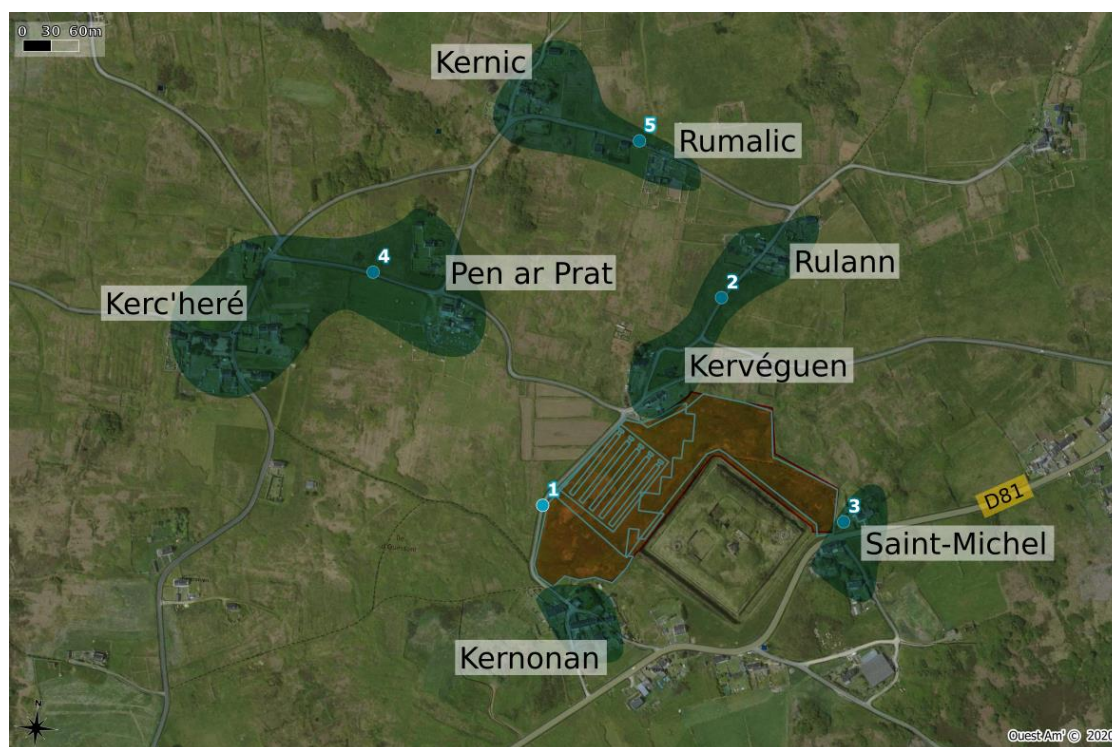 0 30 60m
Kernic
5
Rumalic
4
Pen ar Prat
Rulann
2
Kerc'heré
Kervéguen
1
3
D81
Saint-Michel
Kernonan
N
Ouest Am' © 2020